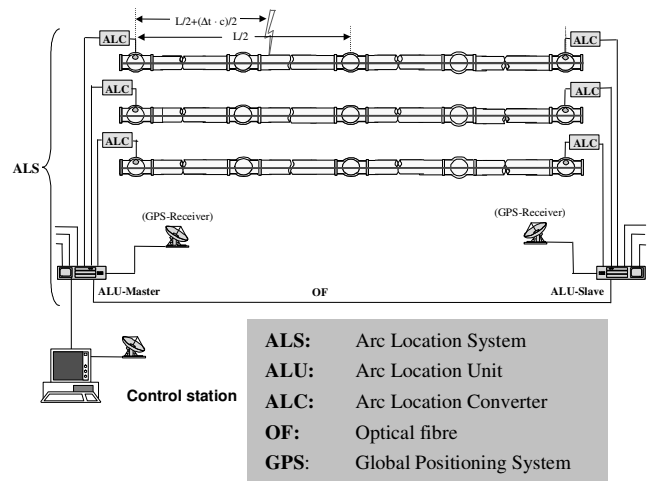 L/2+(Δt · c)/2
L/2
ALC
ALC
ALC
ALC
ALC
ALC
ALS
(GPS-Receiver)
(GPS-Receiver)
ALU-Master
OF
ALU-Slave
Control station
ALS: Arc Location System
ALU: Arc Location Unit
ALC: Arc Location Converter
OF: Optical fibre
GPS: Global Positioning System